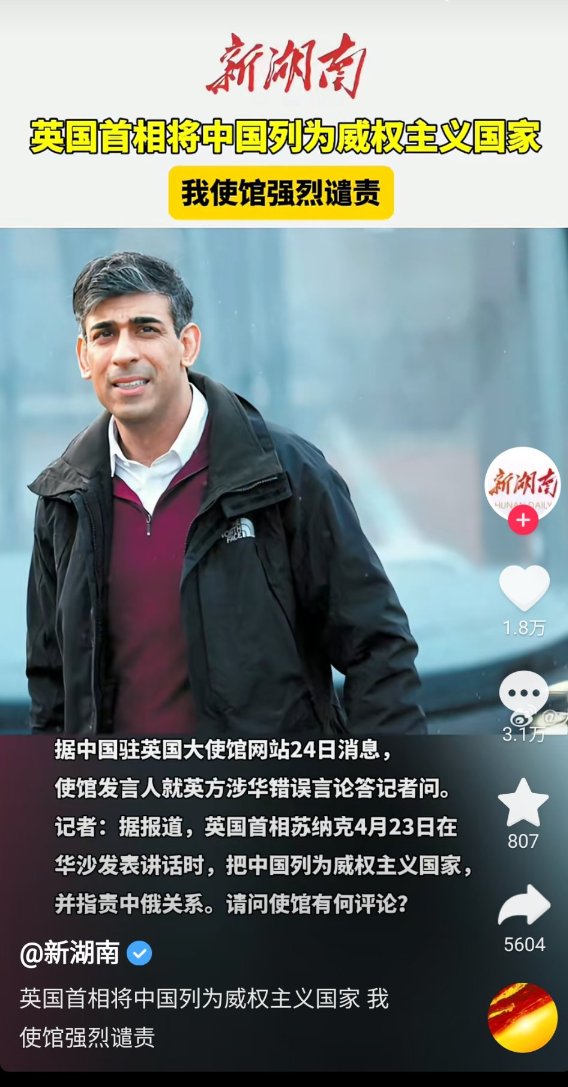 新湖南
英国首相将中国列为威权主义国家
我使馆强烈谴责
THE
NORTH
FACE
新湖南
HUNAN DAILY
1.8万
3.1万
据中国驻英国大使馆网站24日消息，
使馆发言人就英方涉华错误言论答记者问。
记者：据报道，英国首相苏纳克4月23日在
华沙发表讲话时，把中国列为威权主义国家，
并指责中俄关系。请问使馆有何评论？
807
5604
@新湖南
英国首相将中国列为威权主义国家 我
使馆强烈谴责